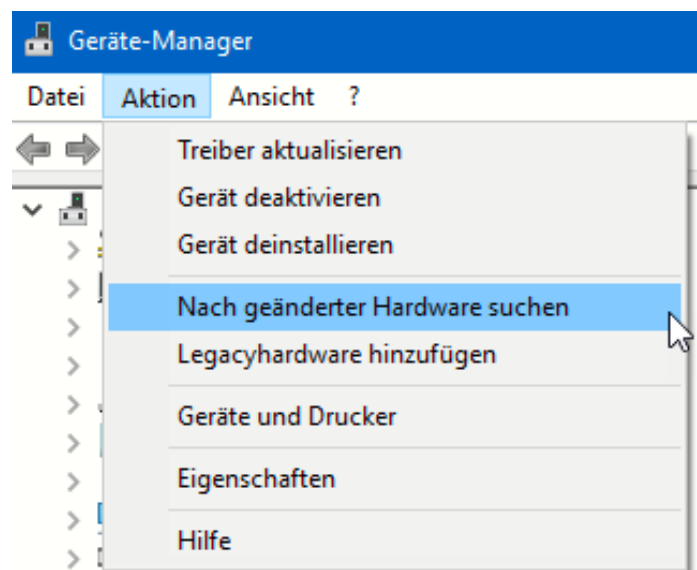 Geräte-Manager
Datei Aktion Ansicht ?
Treiber aktualisieren
Gerät deaktivieren
Gerät deinstallieren
Nach geänderter Hardware suchen
Legacyhardware hinzufügen
Geräte und Drucker
Eigenschaften
Hilfe